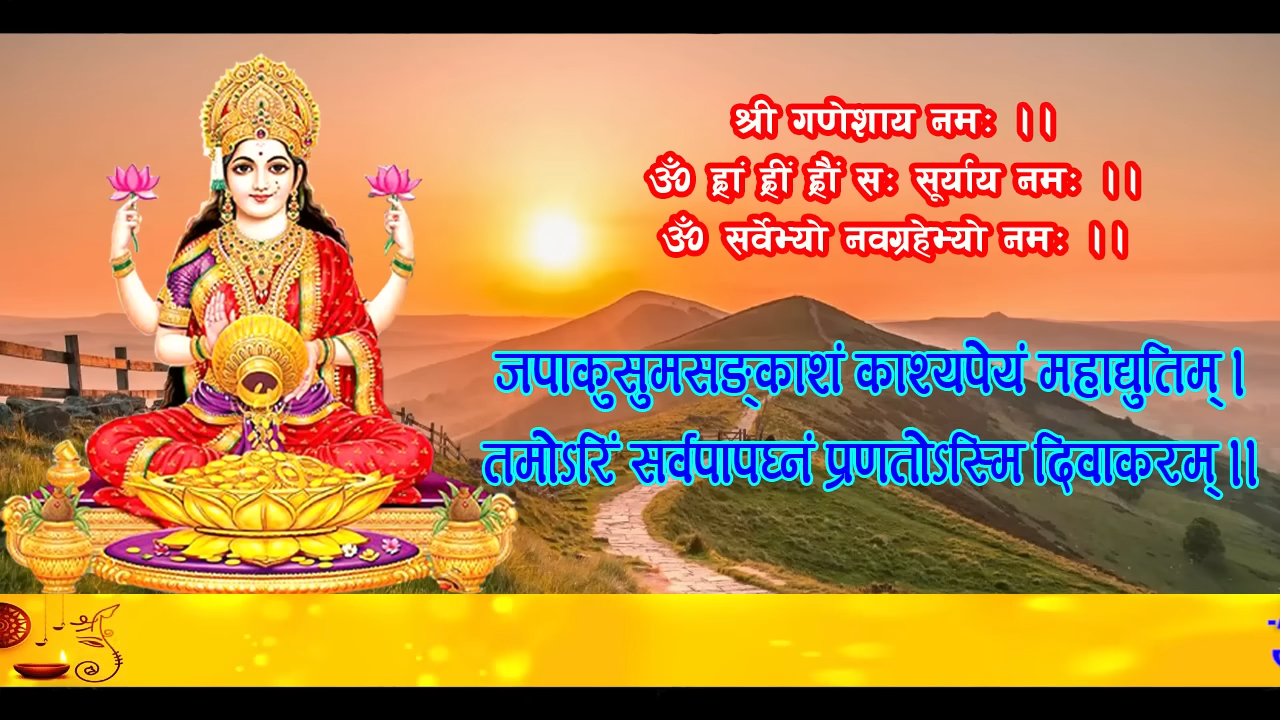 श्री गणेशाय नमः ।।
ॐ ह्रां ह्रीं ह्रौं सः सूर्याय नमः ।।
ॐ सर्वेभ्यो नवग्रहेभ्यो नमः ।।
जपाकुसुमसङ्काशं काश्यपेयं महाद्युतिम् ।
तमोऽरिं सर्वपापघ्नं प्रणतोऽस्मि दिवाकरम् ।।
श्री